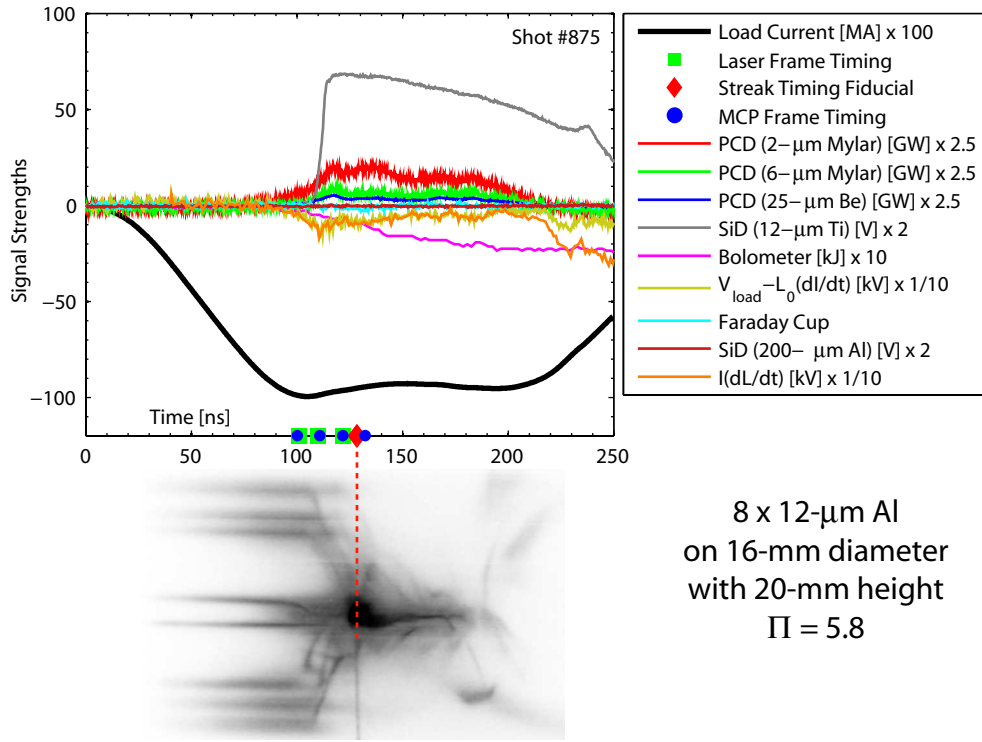 100
50
0
−50
−100
Signal Strengths
Shot #875
Time [ns]
0
50
100
150
200
250
Load Current [MA] x 100
Laser Frame Timing
Streak Timing Fiducial
MCP Frame Timing
PCD (2−μm Mylar) [GW] x 2.5
PCD (6−μm Mylar) [GW] x 2.5
PCD (25−μm Be) [GW] x 2.5
SiD (12−μm Ti) [V] x 2
Bolometer [kJ] x 10
V_load−L_0(dI/dt) [kV] x 1/10
Faraday Cup
SiD (200− μm Al) [V] x 2
I(dL/dt) [kV] x 1/10
8 x 12-μm Al
on 16-mm diameter
with 20-mm height
Π = 5.8